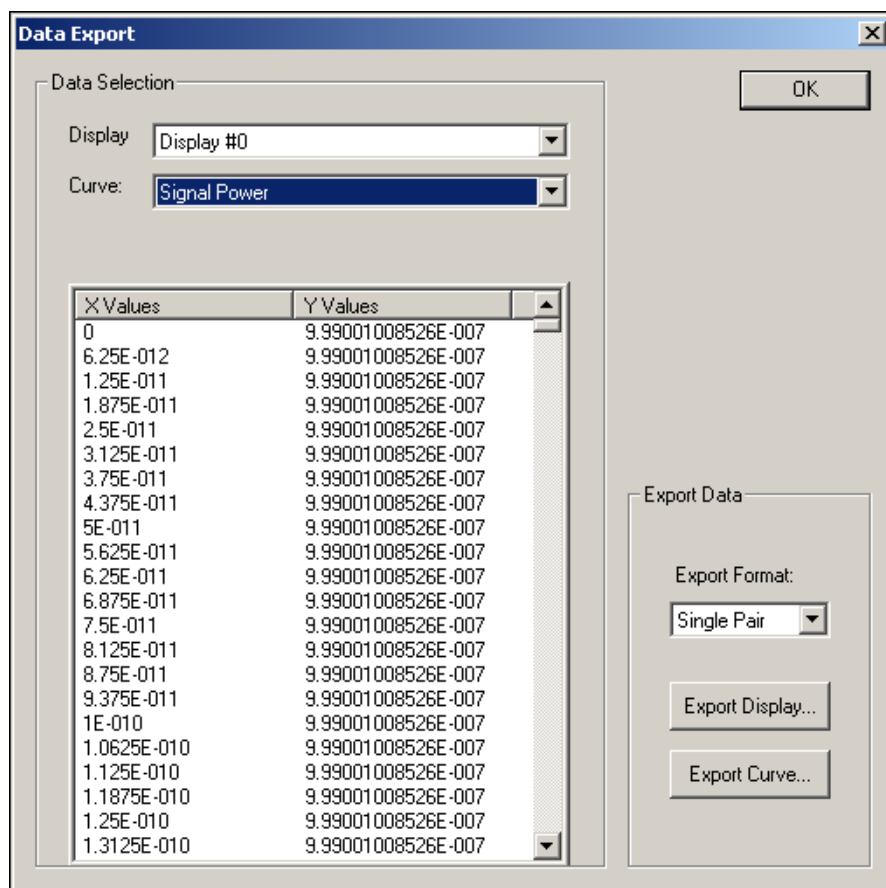 Data Export
Data Selection
OK
Display
Display #0
Curve:
Signal Power
X Values Y Values
0 9.99001008526E-007
6.25E-012 9.99001008526E-007
1.25E-011 9.99001008526E-007
1.875E-011 9.99001008526E-007
2.5E-011 9.99001008526E-007
3.125E-011 9.99001008526E-007
3.75E-011 9.99001008526E-007
4.375E-011 9.99001008526E-007
5E-011 9.99001008526E-007
5.625E-011 9.99001008526E-007
6.25E-011 9.99001008526E-007
6.875E-011 9.99001008526E-007
7.5E-011 9.99001008526E-007
8.125E-011 9.99001008526E-007
8.75E-011 9.99001008526E-007
9.375E-011 9.99001008526E-007
1E-010 9.99001008526E-007
1.0625E-010 9.99001008526E-007
1.125E-010 9.99001008526E-007
1.1875E-010 9.99001008526E-007
1.25E-010 9.99001008526E-007
1.3125E-010 9.99001008526E-007
Export Data
Export Format:
Single Pair
Export Display...
Export Curve...